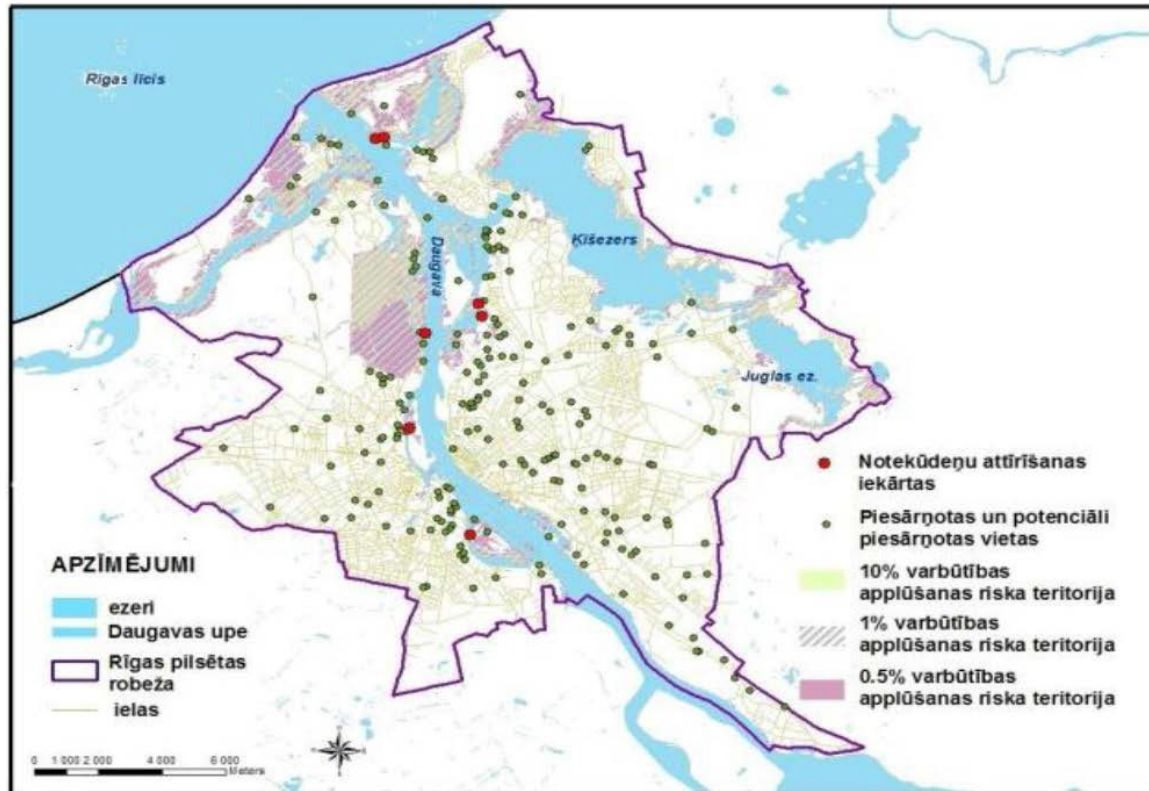 Rīgas līcis
Ķīšezers
Daugava
Juglas ez.
Notekūdeņu attīrīšanas
iekārtas
Piesārņotas un potenciāli
piesārņotas vietas
10% varbūtības
applūšanas riska teritorija
1% varbūtības
applūšanas riska teritorija
0.5% varbūtības
applūšanas riska teritorija
APZĪMĒJUMI
ezeri
Daugavas upe
Rīgas pilsētas
robeža
ielas
0 1 000 2 000 4 000 6 000
Meters